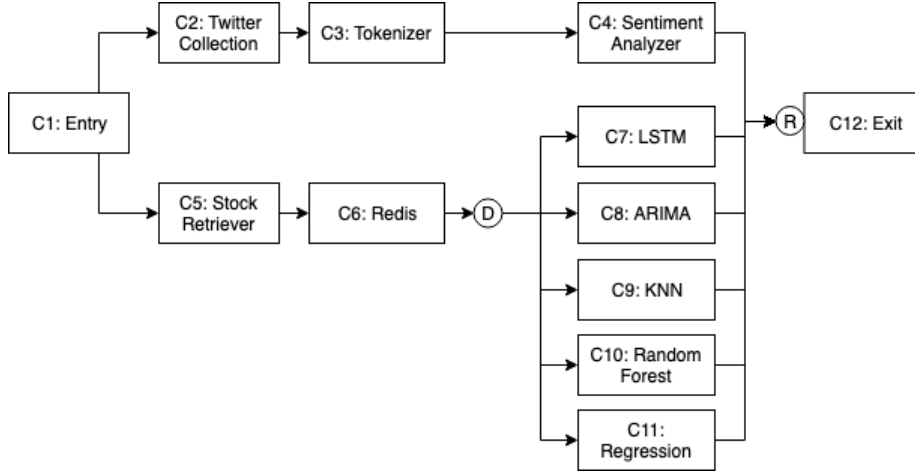 C1: Entry
C2: Twitter
Collection
C3: Tokenizer
C4: Sentiment
Analyzer
C5: Stock
Retriever
C6: Redis
D
C7: LSTM
C8: ARIMA
C9: KNN
C10: Random
Forest
C11:
Regression
R
C12: Exit